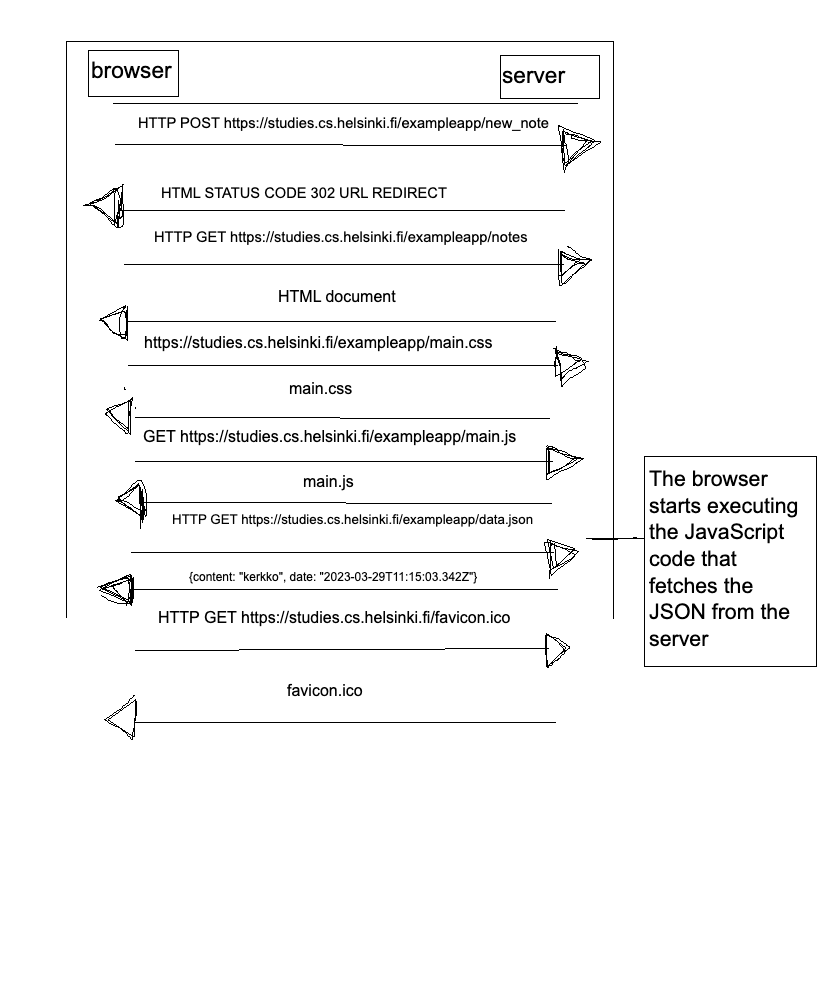 browser
server
HTTP POST https://studies.cs.helsinki.fi/exampleapp/new_note
HTML STATUS CODE 302 URL REDIRECT
HTTP GET https://studies.cs.helsinki.fi/exampleapp/notes
HTML document
https://studies.cs.helsinki.fi/exampleapp/main.css
main.css
GET https://studies.cs.helsinki.fi/exampleapp/main.js
main.js
HTTP GET https://studies.cs.helsinki.fi/exampleapp/data.json
{content: "kerkko", date: "2023-03-29T11:15:03.342Z"}
HTTP GET https://studies.cs.helsinki.fi/favicon.ico
favicon.ico
The browser
starts executing
the JavaScript
code that
fetches the
JSON from the
server